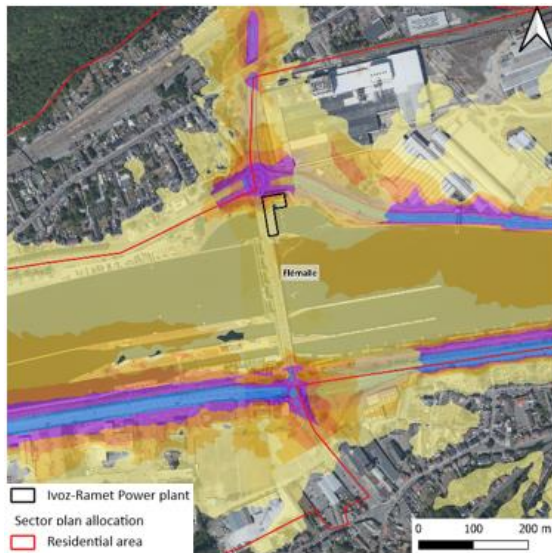 Flémalle
Ivoz-Ramet Power plant
Sector plan allocation
Residential area
0 100 200 m